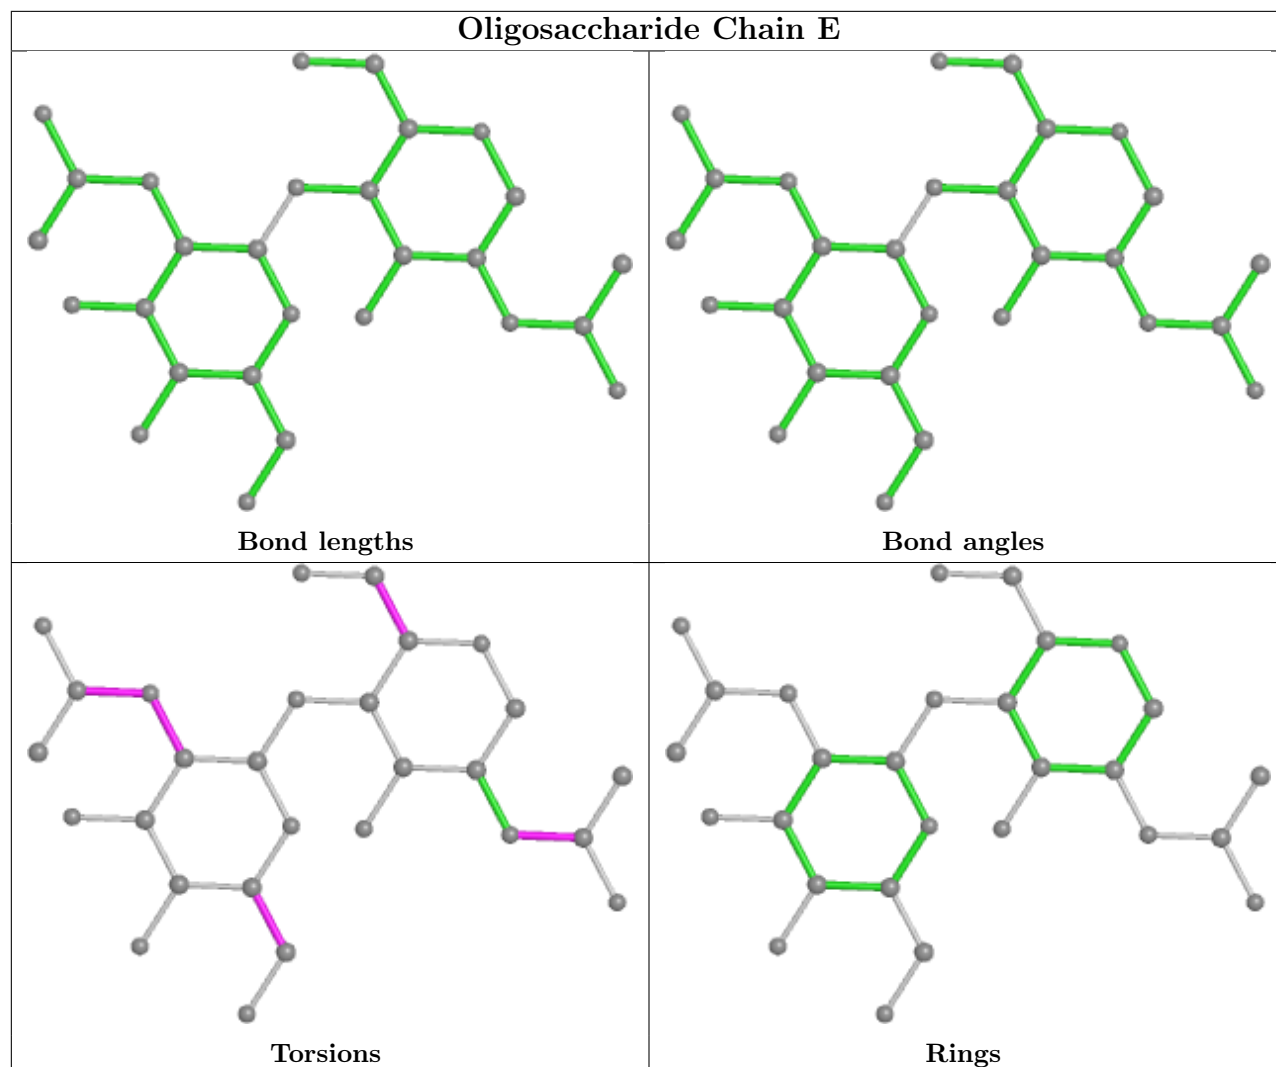 Oligosaccharide Chain E
Bond lengths
Bond angles
Torsions
Rings